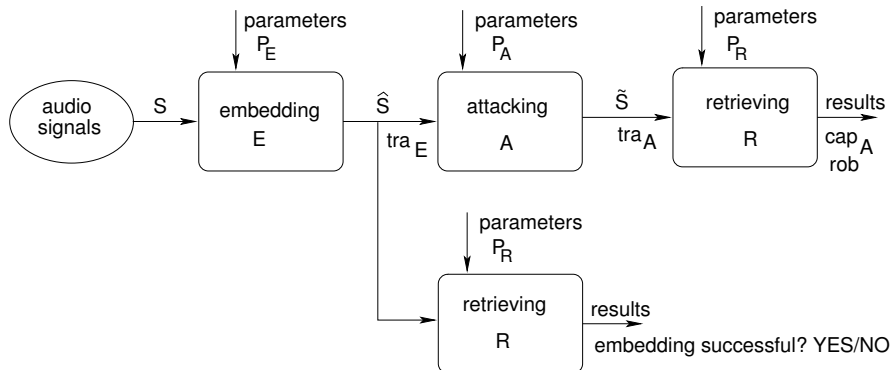 parameters
P_E
parameters
P_A
parameters
P_R
audio
signals
S
embedding
E
Ŝ
tra_E
attacking
A
S̃
tra_A
retrieving
R
results
cap_A
rob
parameters
P_R
retrieving
R
results
embedding successful? YES/NO